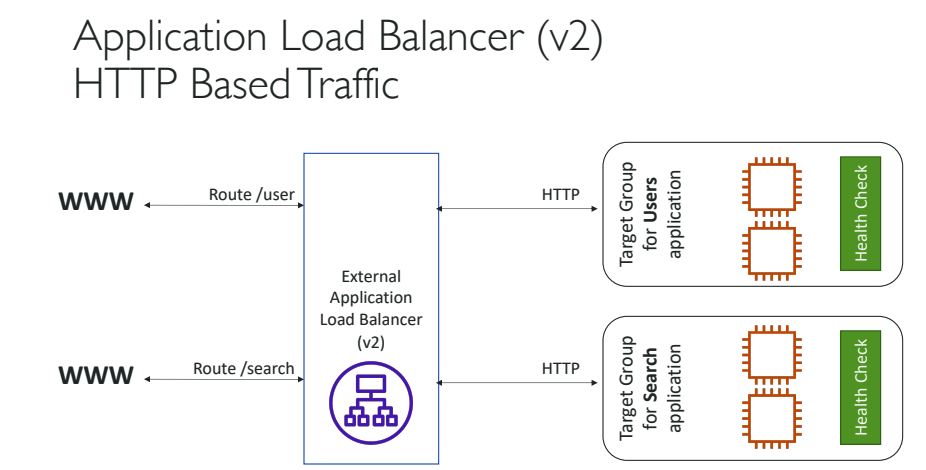 Application Load Balancer (v2)
HTTP Based Traffic
WWW
Route /user
HTTP
Target Group
for Users
application
Health Check
External
Application
Load Balancer
(v2)
WWW
Route /search
HTTP
Target Group
for Search
application
Health Check